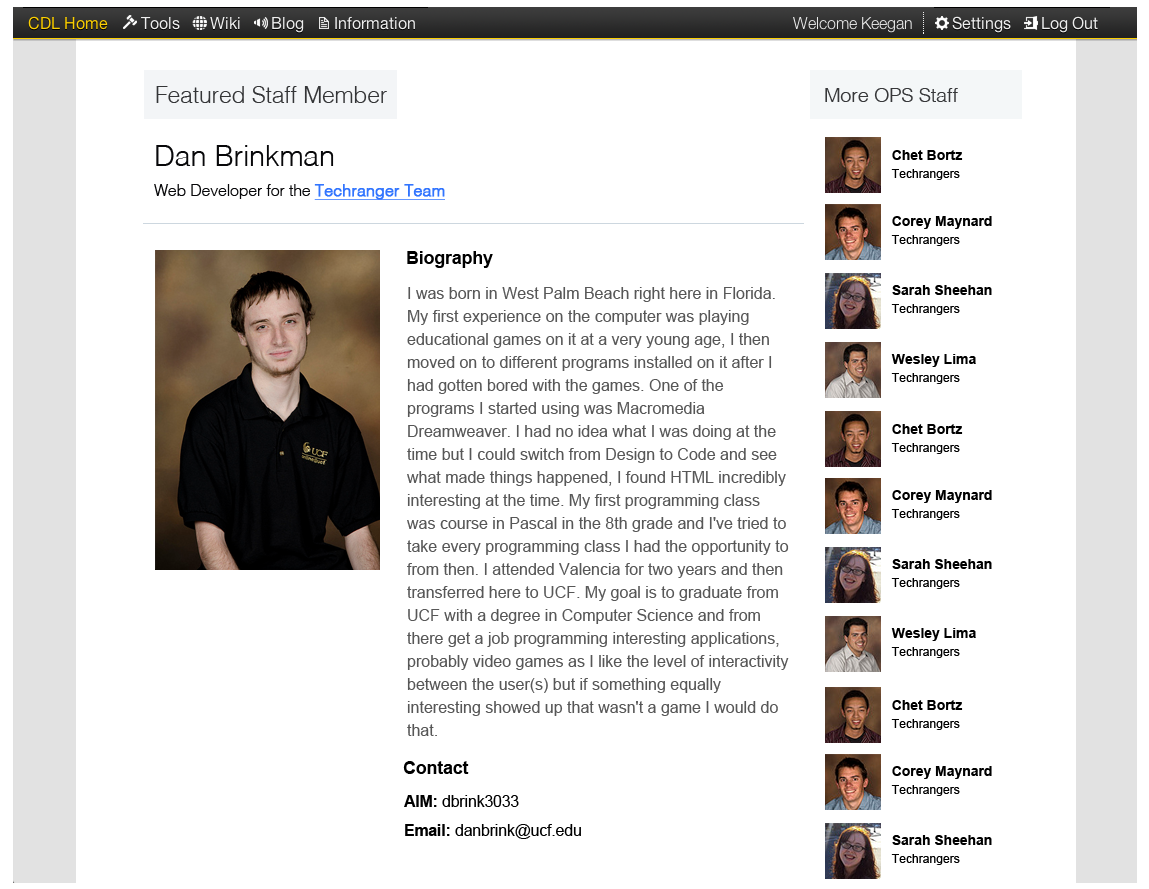 CDL Home Tools Wiki Blog Information Welcome Keegan Settings Log Out
Featured Staff Member
Dan Brinkman
Web Developer for the Techranger Team
UCF
Biography
I was born in West Palm Beach right here in Florida.
My first experience on the computer was playing
educational games on it at a very young age, I then
moved on to different programs installed on it after I
had gotten bored with the games. One of the
programs I started using was Macromedia
Dreamweaver. I had no idea what I was doing at the
time but I could switch from Design to Code and see
what made things happened, I found HTML incredibly
interesting at the time. My first programming class
was course in Pascal in the 8th grade and I've tried to
take every programming class I had the opportunity to
from then. I attended Valencia for two years and then
transferred here to UCF. My goal is to graduate from
UCF with a degree in Computer Science and from
there get a job programming interesting applications,
probably video games as I like the level of interactivity
between the user(s) but if something equally
interesting showed up that wasn't a game I would do
that.
Contact
AIM: dbrink3033
Email: danbrink@ucf.edu
More OPS Staff
Chet Bortz
Techrangers
Corey Maynard
Techrangers
Sarah Sheehan
Techrangers
Wesley Lima
Techrangers
Chet Bortz
Techrangers
Corey Maynard
Techrangers
Sarah Sheehan
Techrangers
Wesley Lima
Techrangers
Chet Bortz
Techrangers
Corey Maynard
Techrangers
Sarah Sheehan
Techrangers